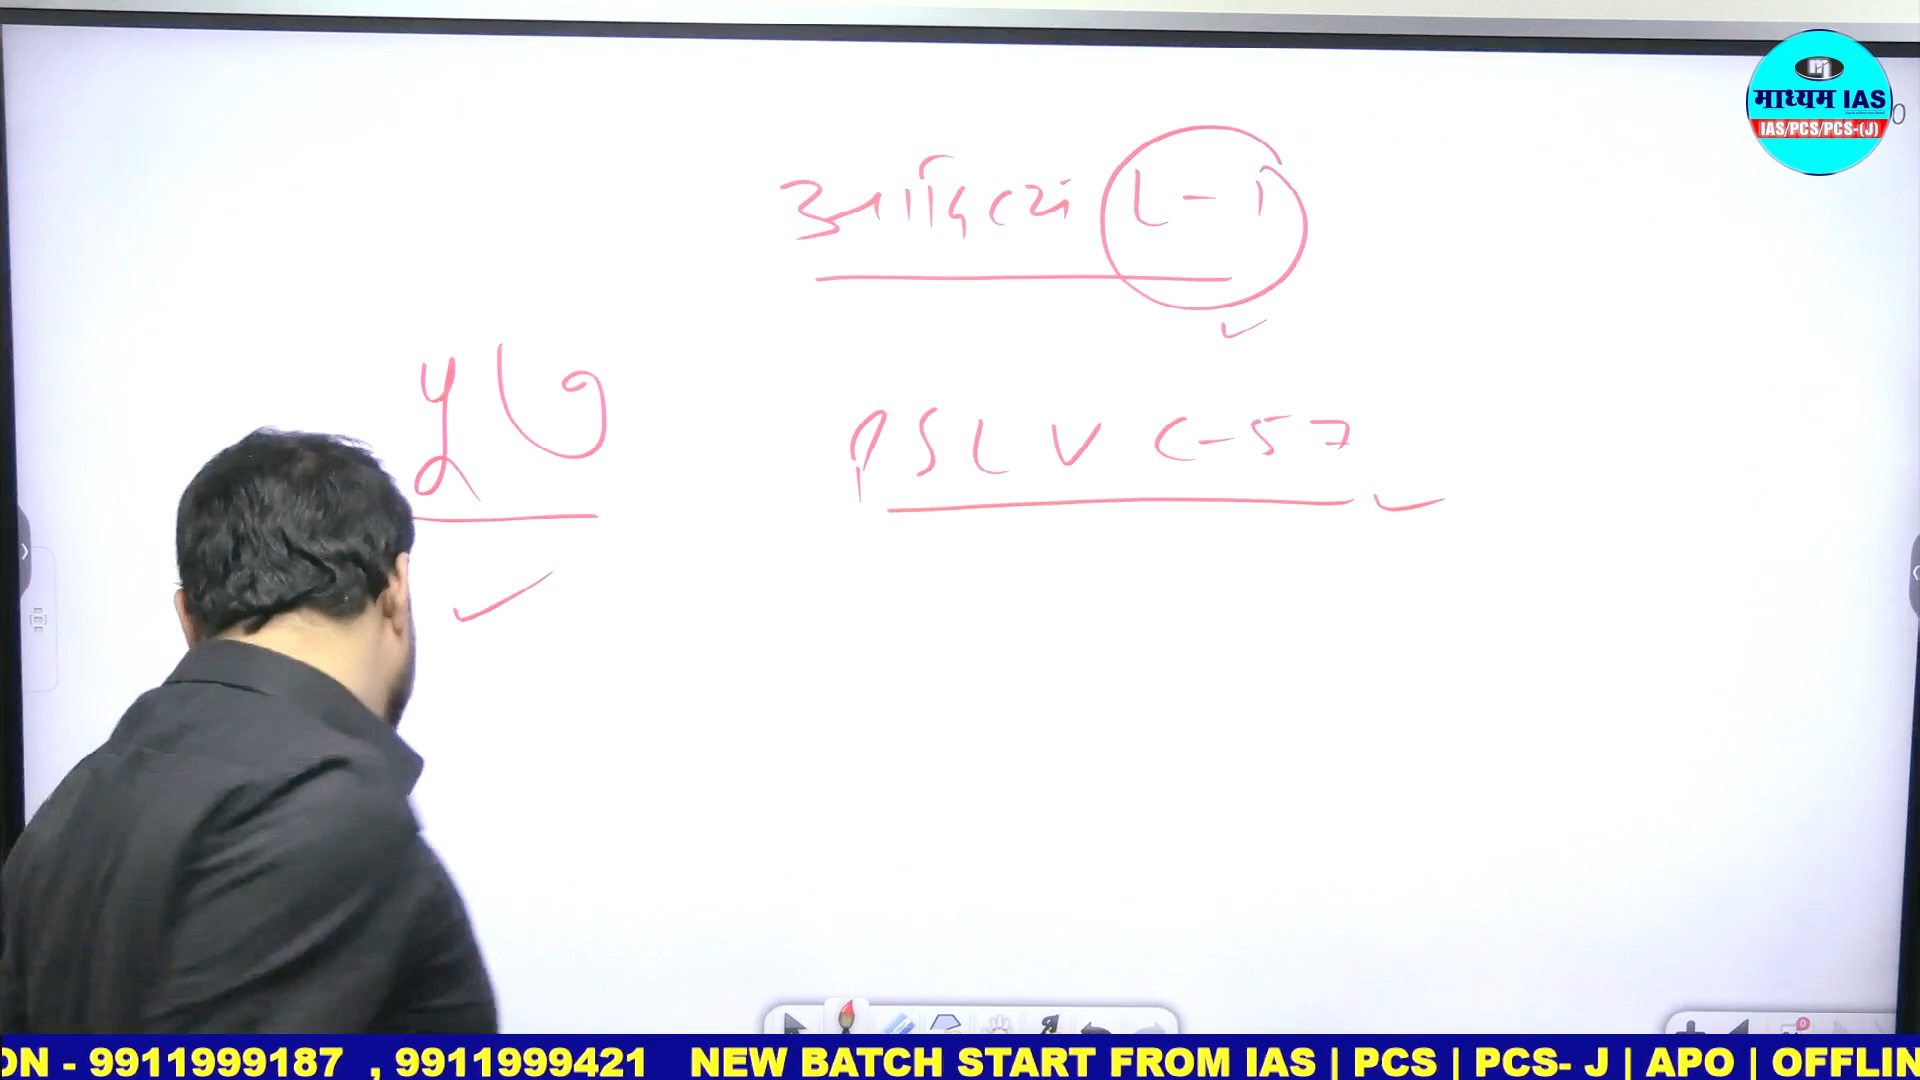 माध्यम IAS
IAS/PCS/PCS-(J)
आदित्य L-1
PSLV C-57
ON - 9911999187 , 9911999421 NEW BATCH START FROM IAS | PCS | PCS- J | APO | OFFLIN